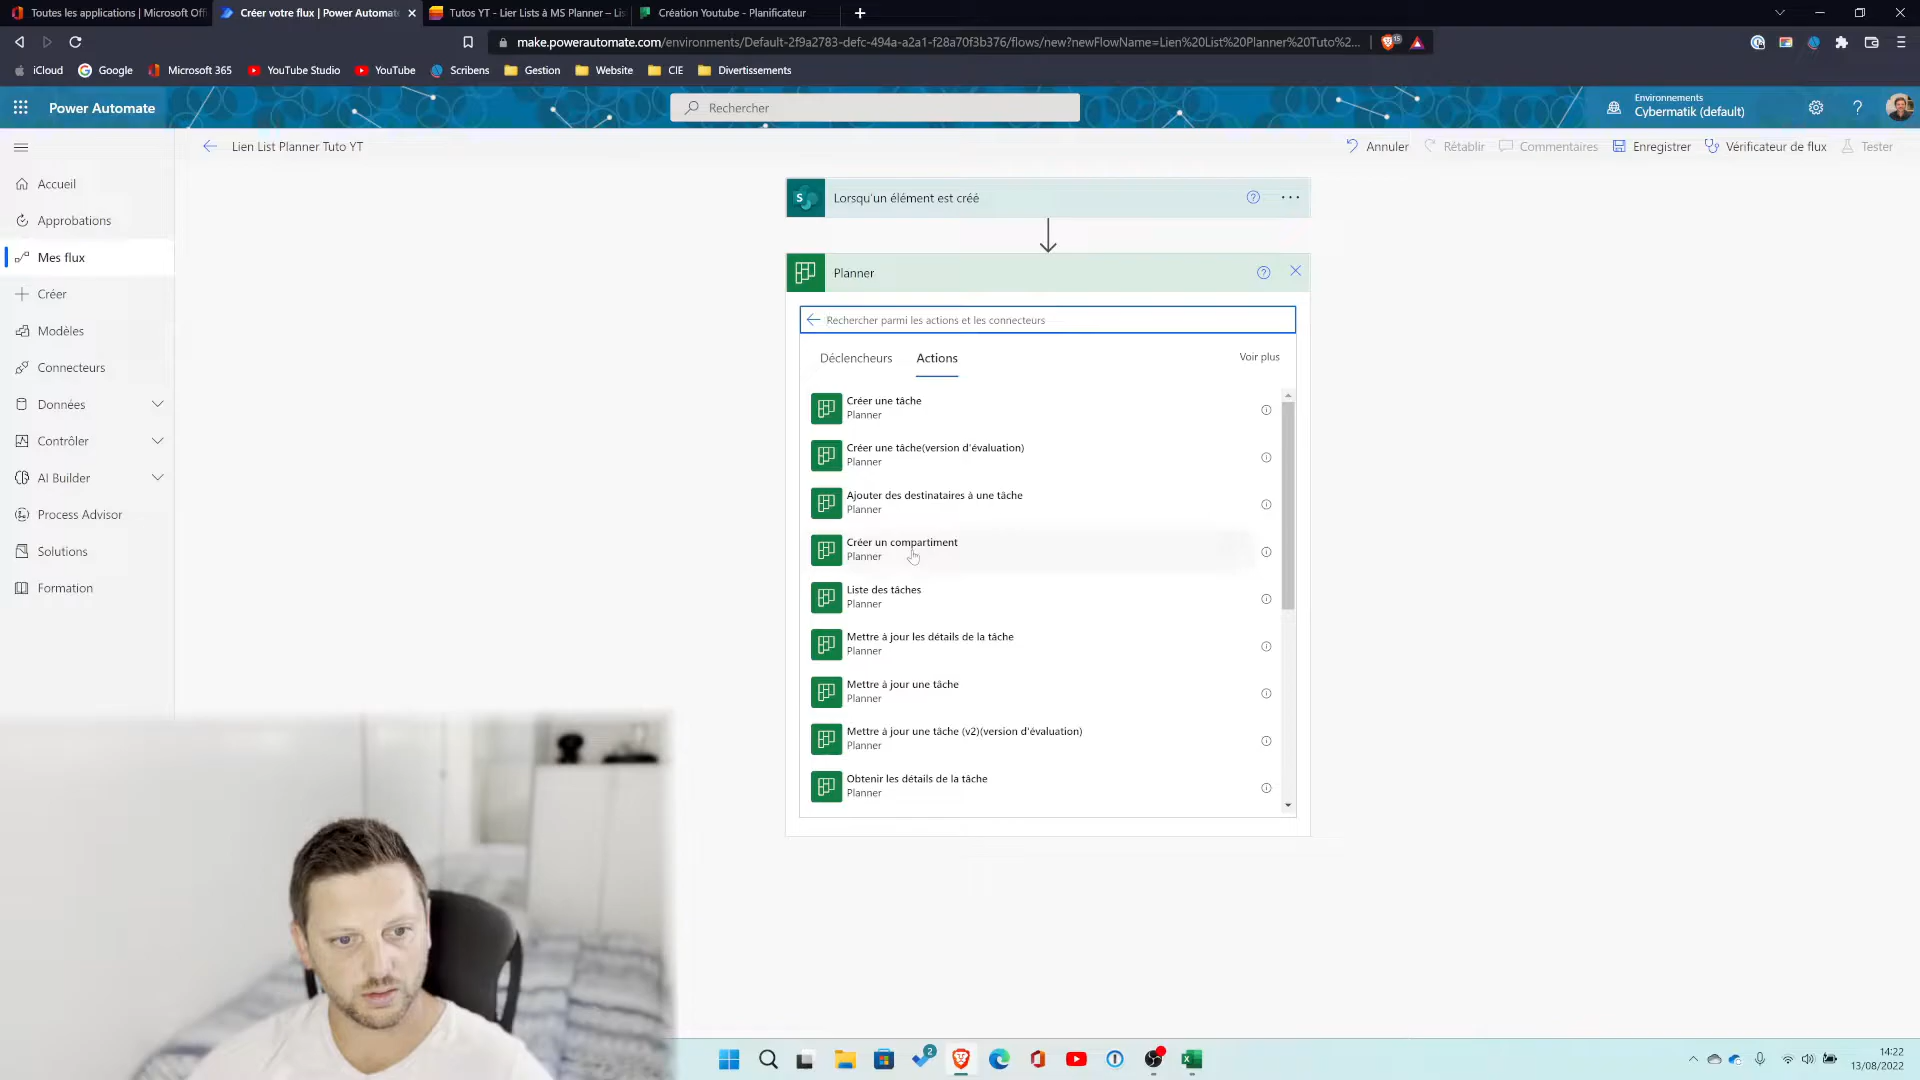 Toutes les applications | Microsoft Offi
Créer votre flux | Power Automate
Tutos YT - Lier Lists à MS Planner – Lis
Création Youtube - Planificateur
make.powerautomate.com/environments/Default-2f9a2783-defc-494a-a2a1-f28a70f3b376/flows/new?newFlowName=Lien%20List%20Planner%20Tuto%2...
iCloud
Google
Microsoft 365
YouTube Studio
YouTube
Scribens
Gestion
Website
CIE
Divertissements
Power Automate
Rechercher
Environnements
Cybermatik (default)
Lien List Planner Tuto YT
Annuler
Rétablir
Commentaires
Enregistrer
Vérificateur de flux
Tester
Accueil
Approbations
Mes flux
Créer
Modèles
Connecteurs
Données
Contrôler
AI Builder
Process Advisor
Solutions
Formation
Lorsqu'un élément est créé
Planner
Rechercher parmi les actions et les connecteurs
Déclencheurs
Actions
Voir plus
Créer une tâche
Planner
Créer une tâche(version d'évaluation)
Planner
Ajouter des destinataires à une tâche
Planner
Créer un compartiment
Planner
Liste des tâches
Planner
Mettre à jour les détails de la tâche
Planner
Mettre à jour une tâche
Planner
Mettre à jour une tâche (v2)(version d'évaluation)
Planner
Obtenir les détails de la tâche
Planner
2
14:22
13/08/2022